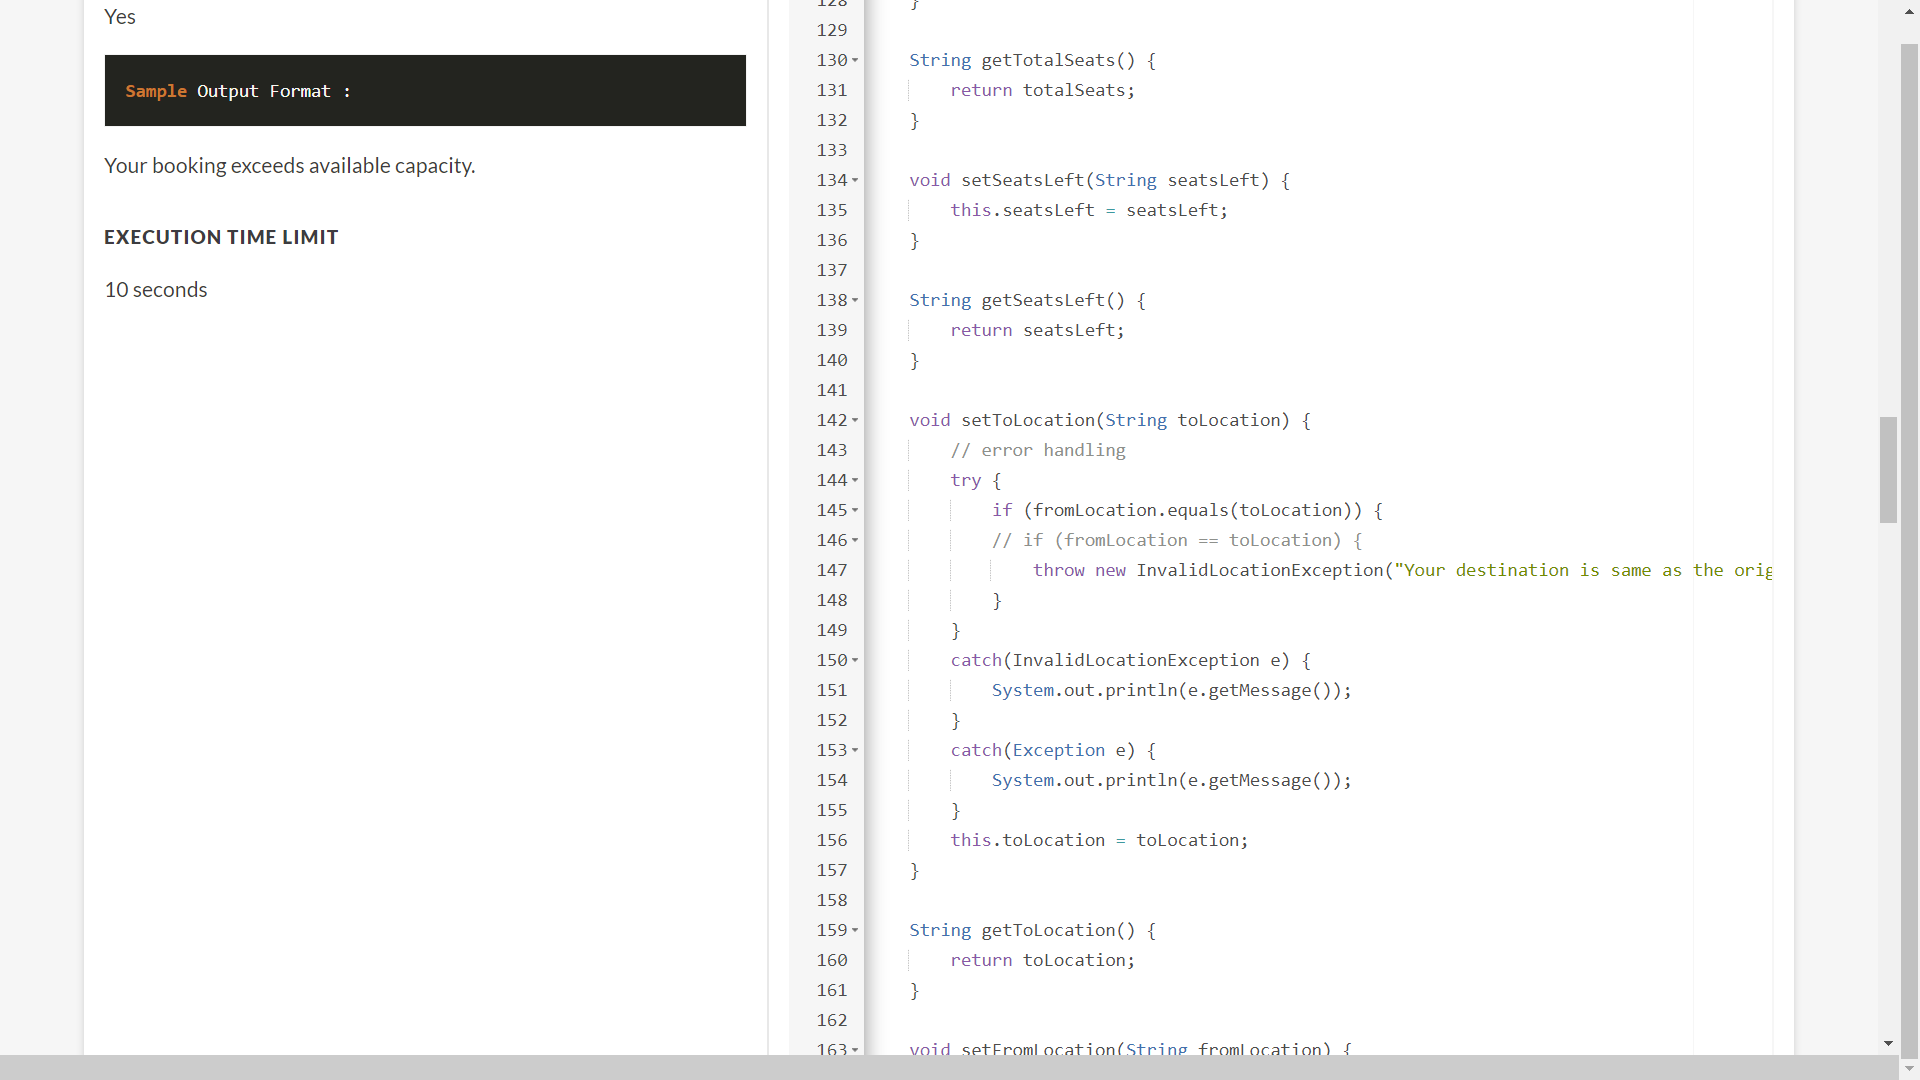 Yes
Sample Output Format :
Your booking exceeds available capacity.
EXECUTION TIME LIMIT
10 seconds
128 }
129
130 String getTotalSeats() {
131 return totalSeats;
132 }
133
134 void setSeatsLeft(String seatsLeft) {
135 this.seatsLeft = seatsLeft;
136 }
137
138 String getSeatsLeft() {
139 return seatsLeft;
140 }
141
142 void setToLocation(String toLocation) {
143 // error handling
144 try {
145 if (fromLocation.equals(toLocation)) {
146 // if (fromLocation == toLocation) {
147 throw new InvalidLocationException("Your destination is same as the orig
148 }
149 }
150 catch(InvalidLocationException e) {
151 System.out.println(e.getMessage());
152 }
153 catch(Exception e) {
154 System.out.println(e.getMessage());
155 }
156 this.toLocation = toLocation;
157 }
158
159 String getToLocation() {
160 return toLocation;
161 }
162
163 void setFromLocation(String fromLocation) {